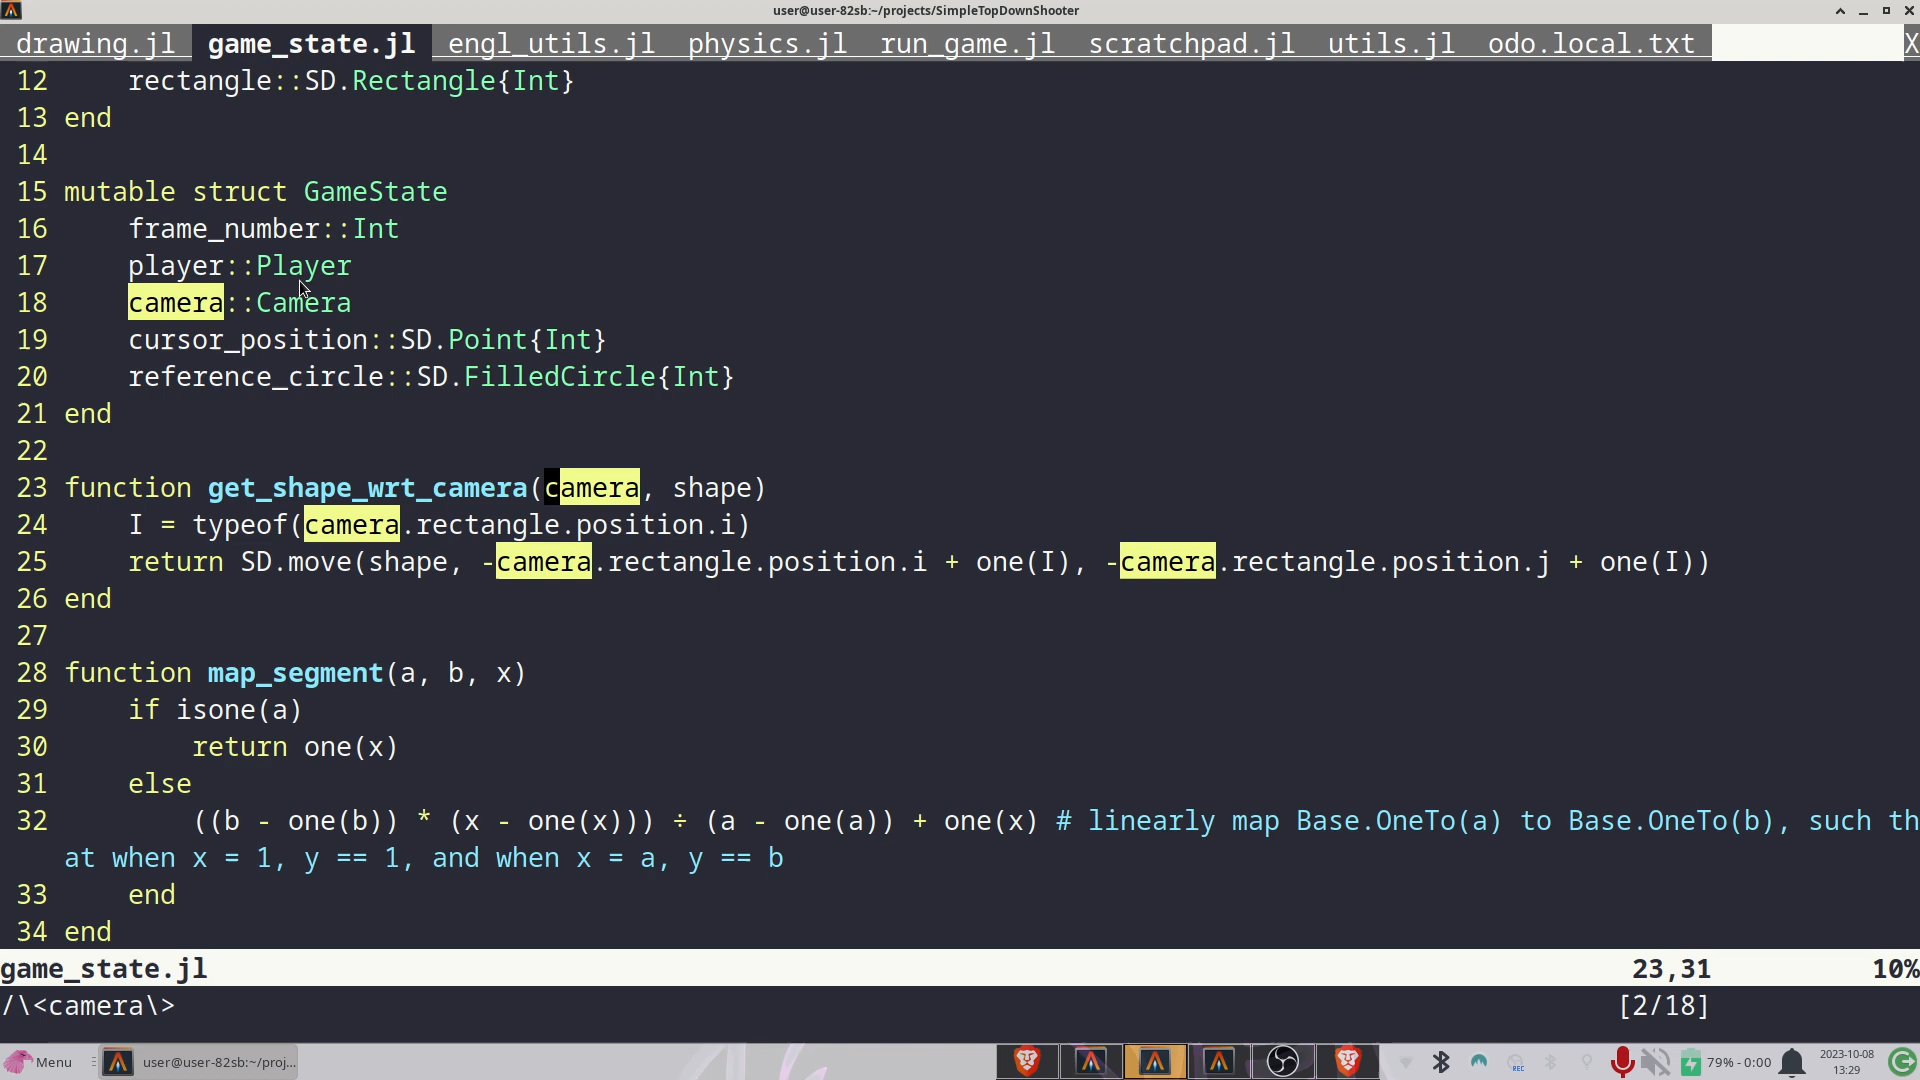 user@user-82sb:~/projects/SimpleTopDownShooter
drawing.jl game_state.jl engl_utils.jl physics.jl run_game.jl scratchpad.jl utils.jl odo.local.txt X
12     rectangle::SD.Rectangle{Int}
13 end
14
15 mutable struct GameState
16     frame_number::Int
17     player::Player
18     camera::Camera
19     cursor_position::SD.Point{Int}
20     reference_circle::SD.FilledCircle{Int}
21 end
22
23 function get_shape_wrt_camera(camera, shape)
24     I = typeof(camera.rectangle.position.i)
25     return SD.move(shape, -camera.rectangle.position.i + one(I), -camera.rectangle.position.j + one(I))
26 end
27
28 function map_segment(a, b, x)
29     if isone(a)
30         return one(x)
31     else
32         ((b - one(b)) * (x - one(x))) ÷ (a - one(a)) + one(x) # linearly map Base.OneTo(a) to Base.OneTo(b), such th
at when x = 1, y == 1, and when x = a, y == b
33     end
34 end
game_state.jl 23,31 10%
/\<camera\> [2/18]
Menu user@user-82sb:~/proj... REC 79% - 0:00 2023-10-08
13:29